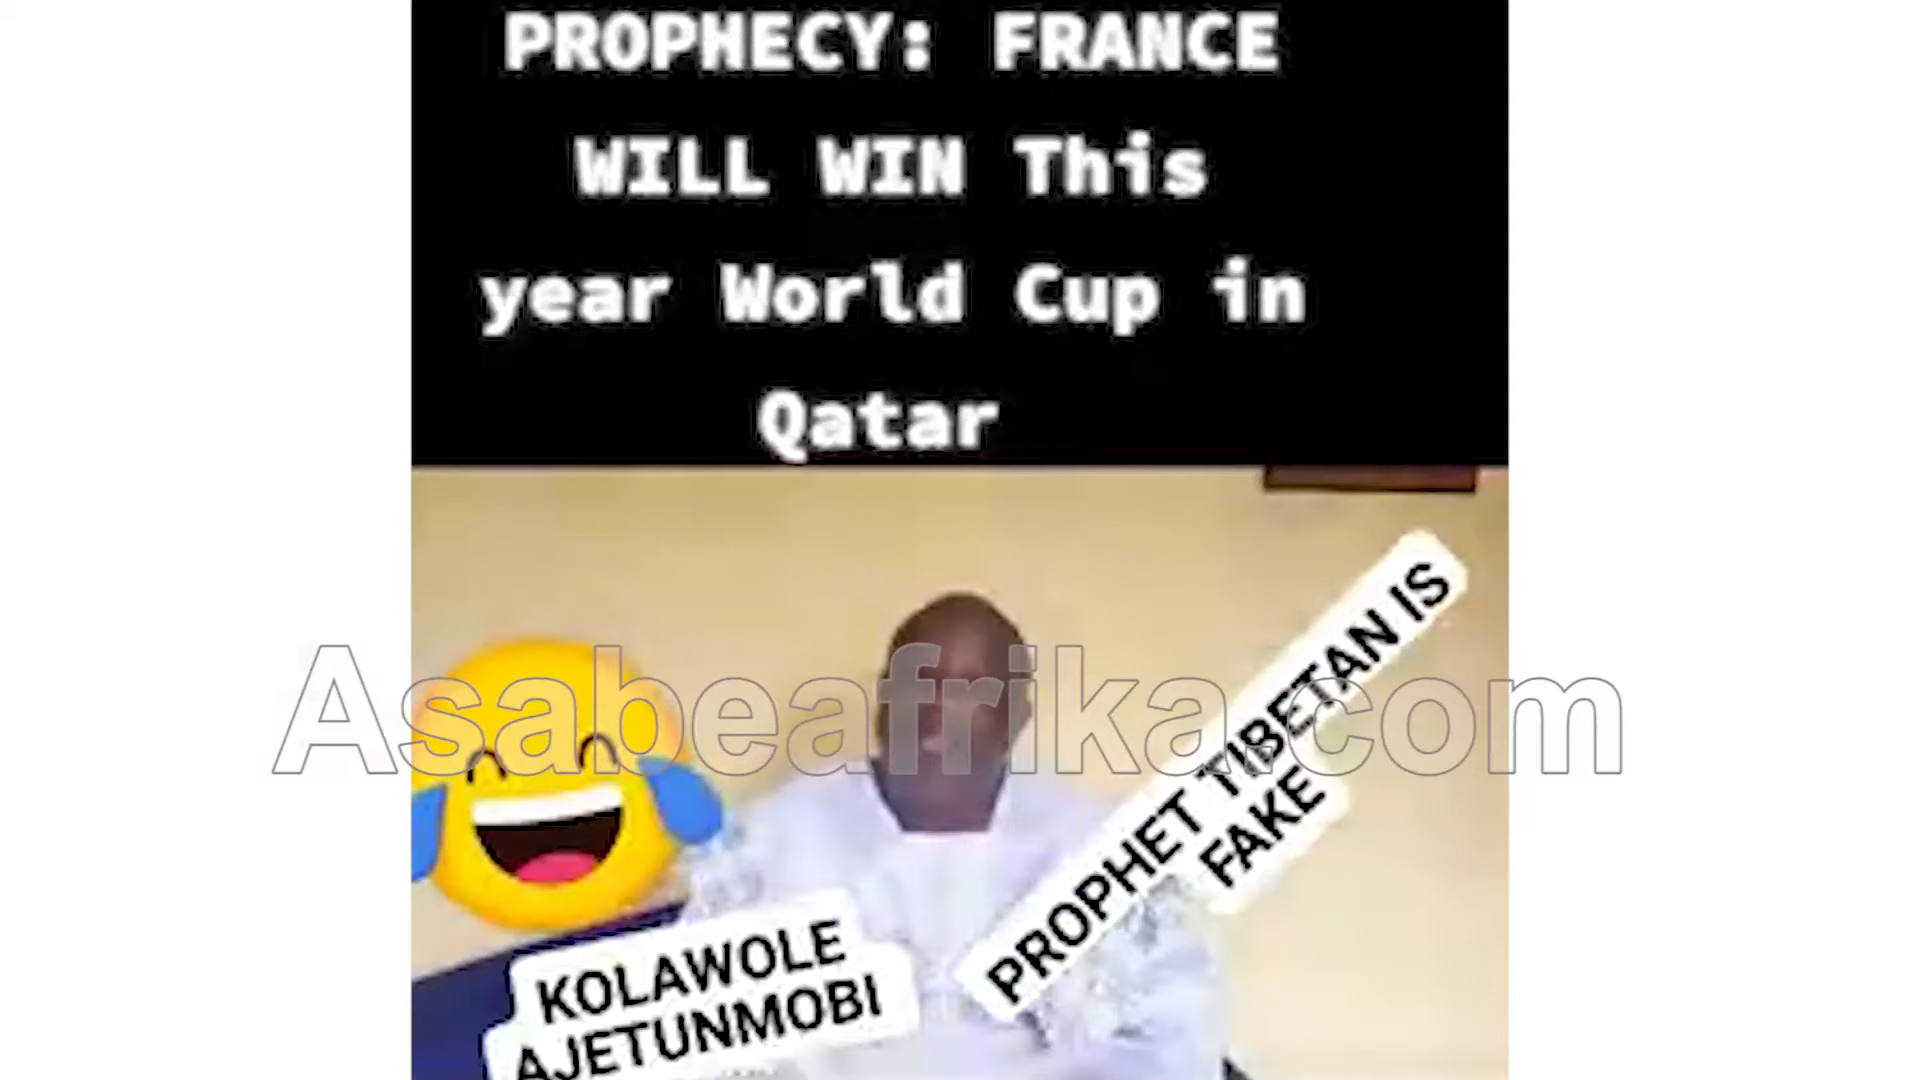 PROPHECY: FRANCE
WILL WIN This
year World Cup in
Qatar
Asabeafrika.com
PROPHET TIBETAN IS
FAKE
KOLAWOLE
AJETUNMOBI